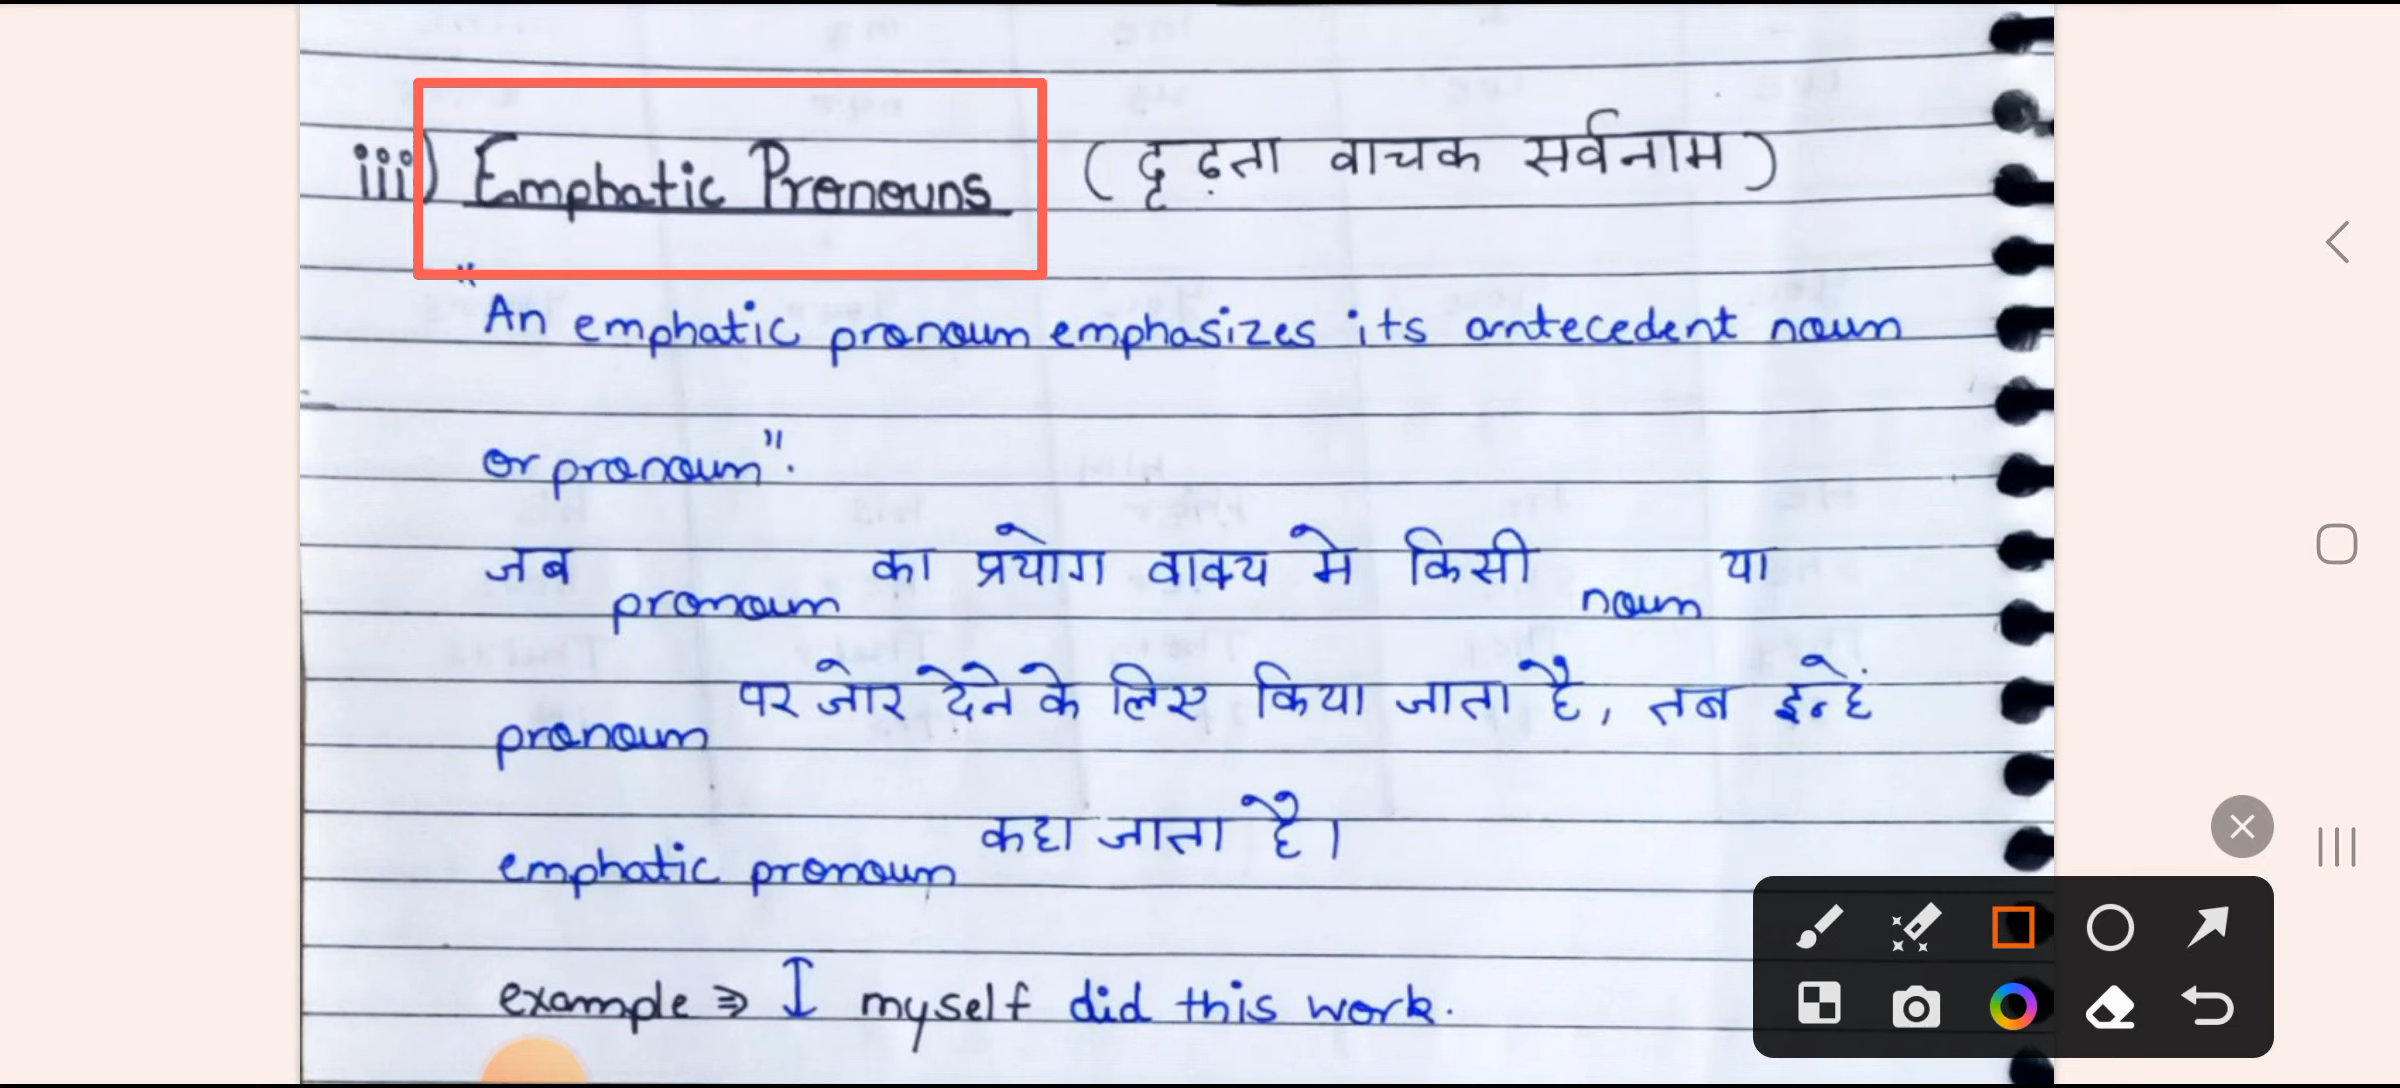 iii) Emphatic Pronouns (दृढ़ता वाचक सर्वनाम)
"An emphatic pronoun emphasizes its antecedent noun
or pronoun".
जब pronoun का प्रयोग वाक्य मे किसी noun या
pronoun पर जोर देने के लिए किया जाता है, तब इन्हें
emphatic pronoun कहा जाता है।
example ⇒ I myself did this work.